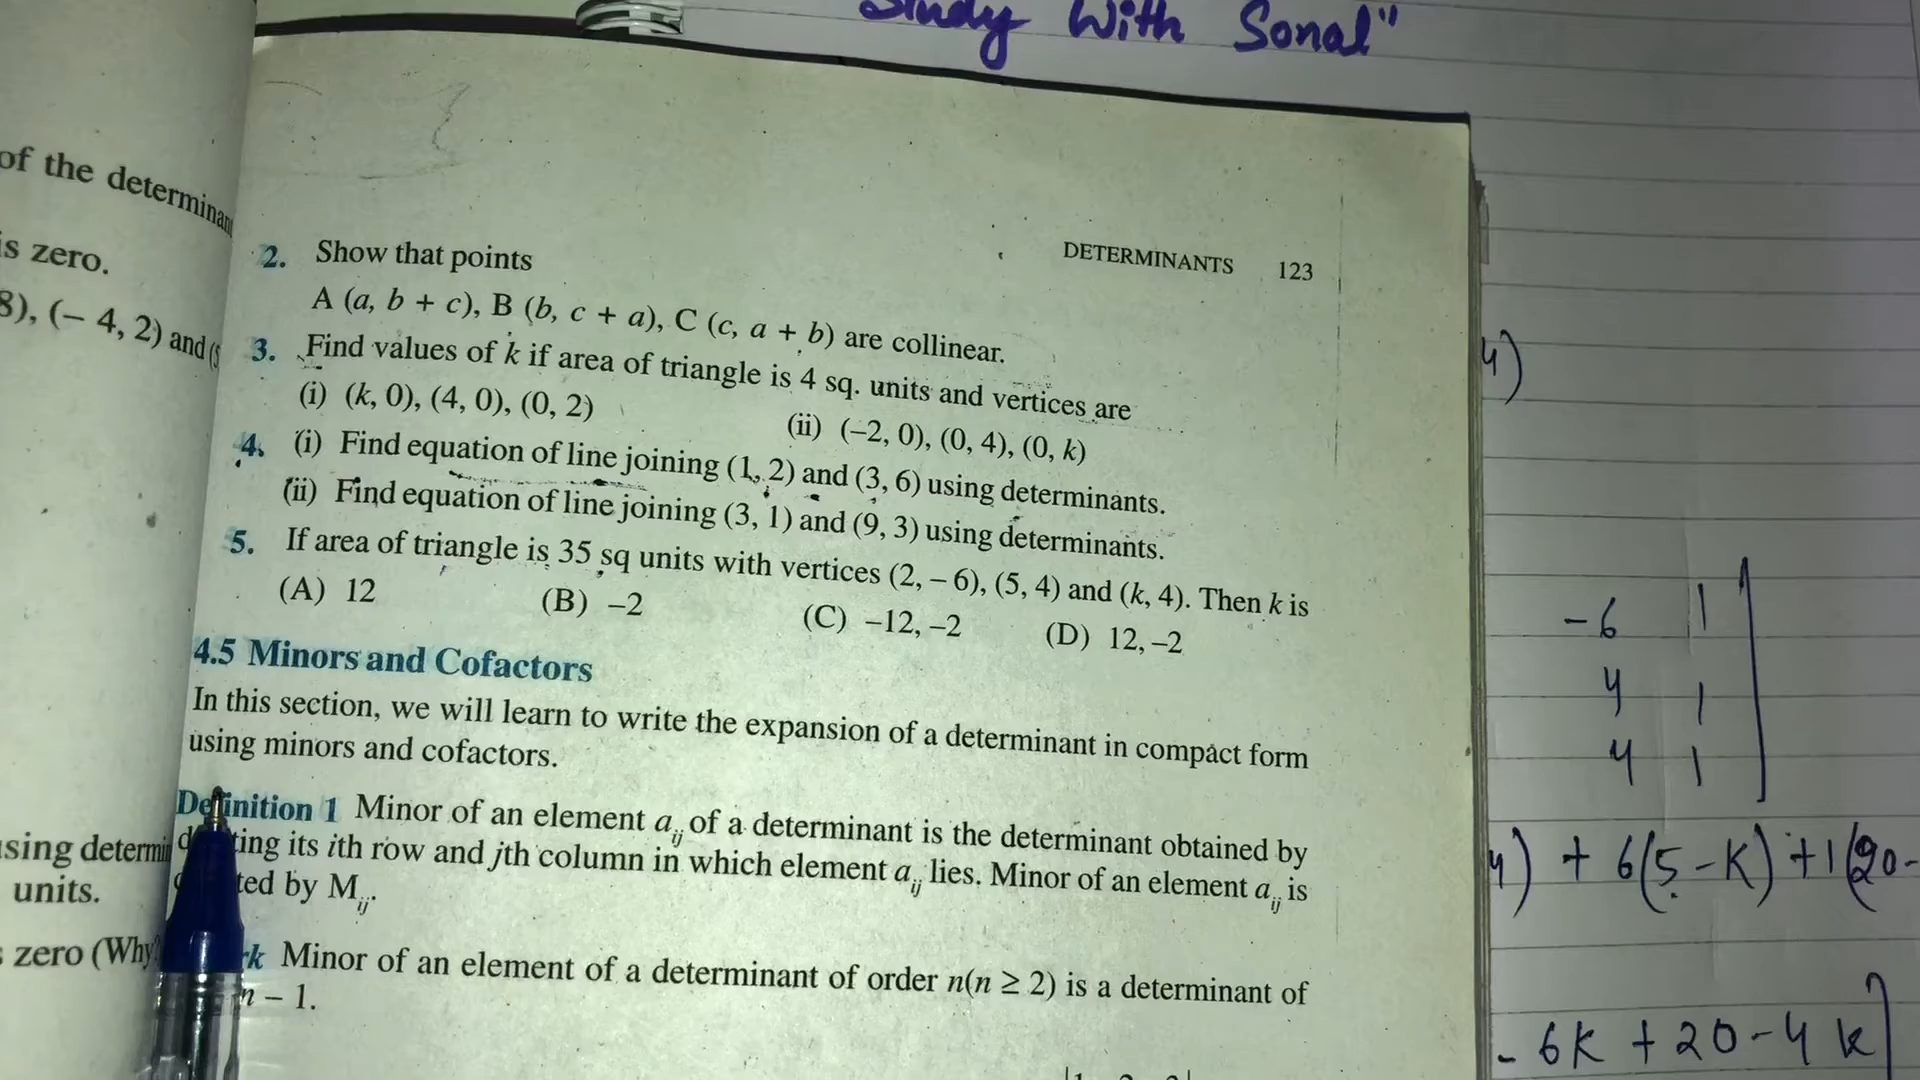 Study With Sonal"
of the determinant
is zero.
8), (– 4, 2) and (5
sing determin
units.
zero (Why
DETERMINANTS 123
2. Show that points
A (a, b + c), B (b, c + a), C (c, a + b) are collinear.
3. Find values of k if area of triangle is 4 sq. units and vertices are
(i) (k, 0), (4, 0), (0, 2) (ii) (–2, 0), (0, 4), (0, k)
4. (i) Find equation of line joining (1, 2) and (3, 6) using determinants.
(ii) Find equation of line joining (3, 1) and (9, 3) using determinants.
5. If area of triangle is 35 sq units with vertices (2, – 6), (5, 4) and (k, 4). Then k is
(A) 12 (B) –2 (C) –12, –2 (D) 12, –2
4.5 Minors and Cofactors
In this section, we will learn to write the expansion of a determinant in compact form
using minors and cofactors.
Definition 1 Minor of an element aij of a determinant is the determinant obtained by
ting its ith row and jth column in which element aij lies. Minor of an element aij is
ted by Mij.
rk Minor of an element of a determinant of order n(n ≥ 2) is a determinant of
n – 1.
4)
-6 1
4 1
4 1
4) + 6(5-K) +1(20-
- 6K + 20 - 4 k]